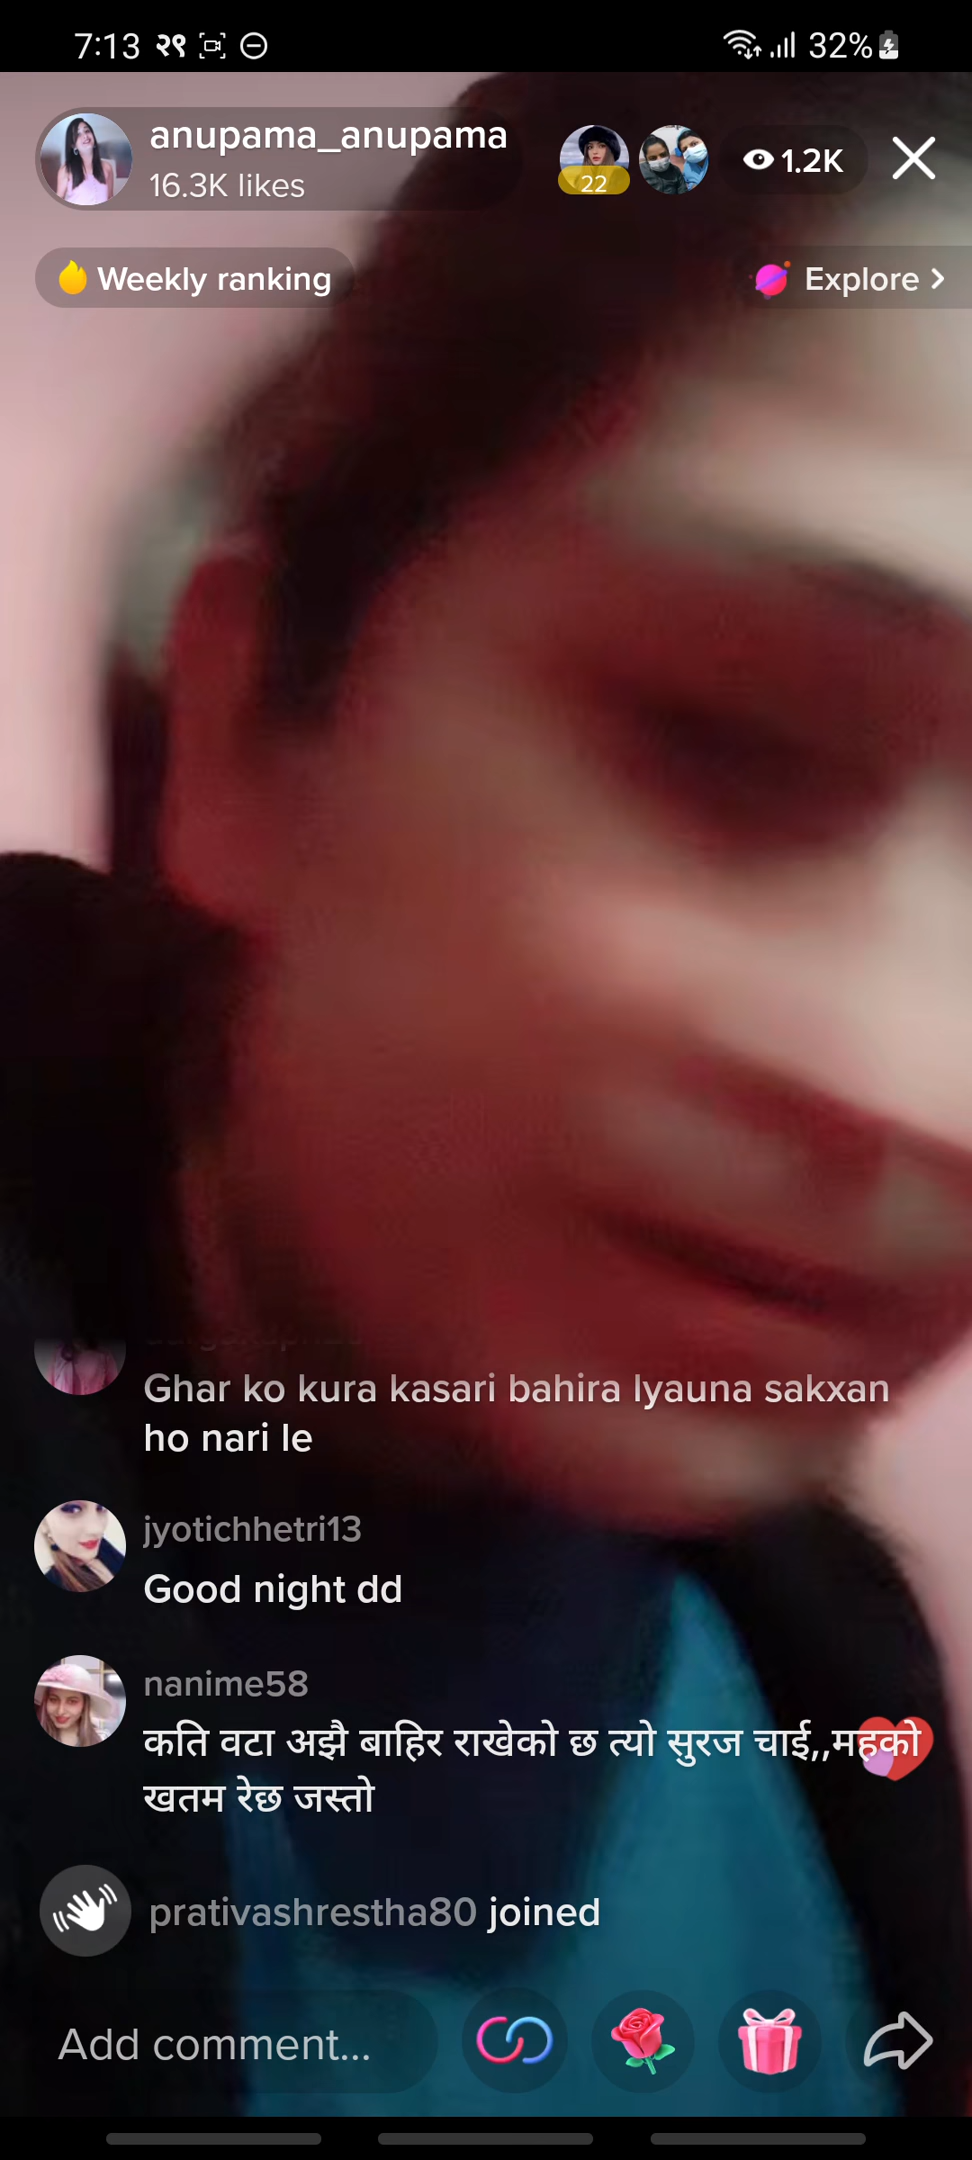 7:13 २९
32%
anupama_anupama
16.3K likes
22
1.2K
Weekly ranking
Explore >
Ghar ko kura kasari bahira lyauna sakxan
ho nari le
jyotichhetri13
Good night dd
nanime58
कति वटा अझै बाहिर राखेको छ त्यो सुरज चाई,,महको
खतम रेछ जस्तो
prativashrestha80 joined
Add comment...